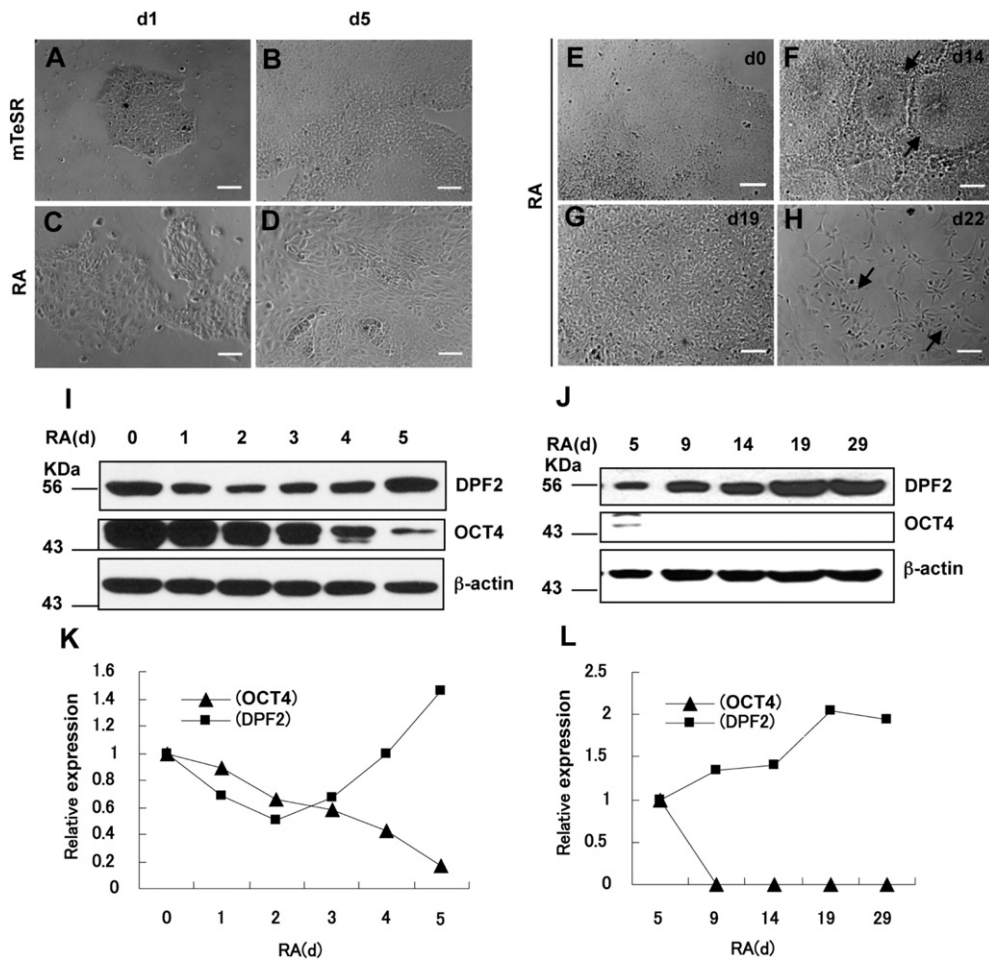 d1 d5
mTeSR
A B
RA
C D
RA
E d0 F d14
G d19 H d22
I
RA(d) 0 1 2 3 4 5
KDa
56 DPF2
43 OCT4
43 β-actin
J
RA(d) 5 9 14 19 29
KDa
56 DPF2
43 OCT4
43 β-actin
K
Relative expression
1.6
1.4
1.2
1
0.8
0.6
0.4
0.2
0
(OCT4)
(DPF2)
0 1 2 3 4 5
RA(d)
L
Relative expression
2.5
2
1.5
1
0.5
0
(OCT4)
(DPF2)
5 9 14 19 29
RA(d)